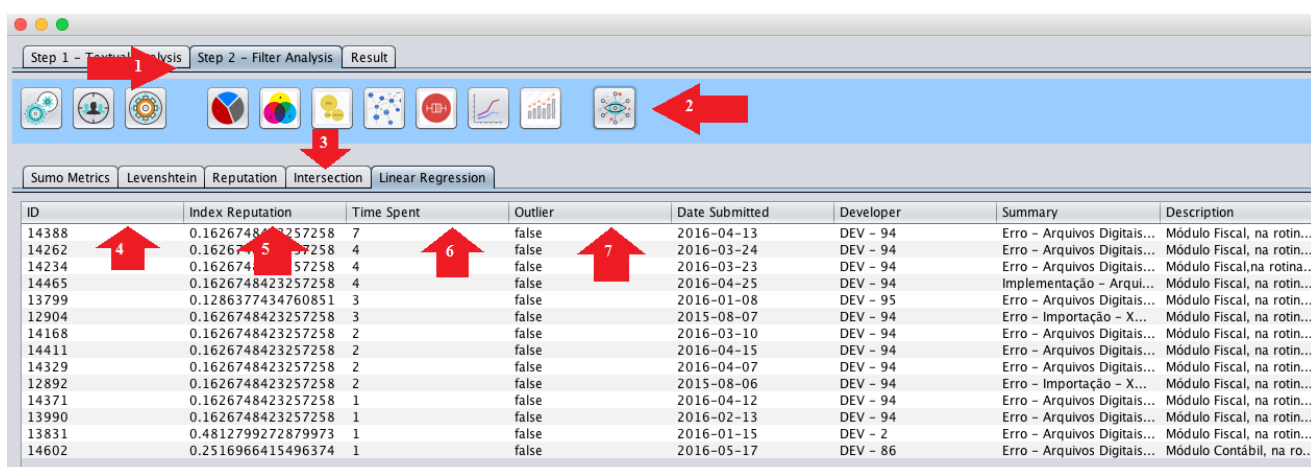 Step 1 – Textual Analysis Step 2 – Filter Analysis Result
1
2
3
Sumo Metrics Levenshtein Reputation Intersection Linear Regression
ID Index Reputation Time Spent Outlier Date Submitted Developer Summary Description
4 5 6 7
14388 0.1626748423257258 7 false 2016-04-13 DEV – 94 Erro – Arquivos Digitais... Módulo Fiscal, na rotin...
14262 0.1626748423257258 4 false 2016-03-24 DEV – 94 Erro – Arquivos Digitais... Módulo Fiscal, na rotin...
14234 0.1626748423257258 4 false 2016-03-23 DEV – 94 Erro – Arquivos Digitais... Módulo Fiscal,na rotina...
14465 0.1626748423257258 4 false 2016-04-25 DEV – 94 Implementação – Arqui... Módulo Fiscal, na rotin...
13799 0.1286377434760851 3 false 2016-01-08 DEV – 95 Erro – Arquivos Digitais... Módulo Fiscal, na rotin...
12904 0.1626748423257258 3 false 2015-08-07 DEV – 94 Erro – Importação – X... Módulo Fiscal, na rotin...
14168 0.1626748423257258 2 false 2016-03-10 DEV – 94 Erro – Arquivos Digitais... Módulo Fiscal, na rotin...
14411 0.1626748423257258 2 false 2016-04-15 DEV – 94 Erro – Arquivos Digitais... Módulo Fiscal, na rotin...
14329 0.1626748423257258 2 false 2016-04-07 DEV – 94 Erro – Arquivos Digitais... Módulo Fiscal, na rotin...
12892 0.1626748423257258 2 false 2015-08-06 DEV – 94 Erro – Importação – X... Módulo Fiscal, na rotin...
14371 0.1626748423257258 1 false 2016-04-12 DEV – 94 Erro – Arquivos Digitais... Módulo Fiscal, na rotin...
13990 0.1626748423257258 1 false 2016-02-13 DEV – 94 Erro – Arquivos Digitais... Módulo Fiscal, na rotin...
13831 0.4812799272879973 1 false 2016-01-15 DEV – 2 Erro – Arquivos Digitais... Módulo Fiscal, na rotin...
14602 0.2516966415496374 1 false 2016-05-17 DEV – 86 Erro – Arquivos Digitais... Módulo Contábil, na ro...